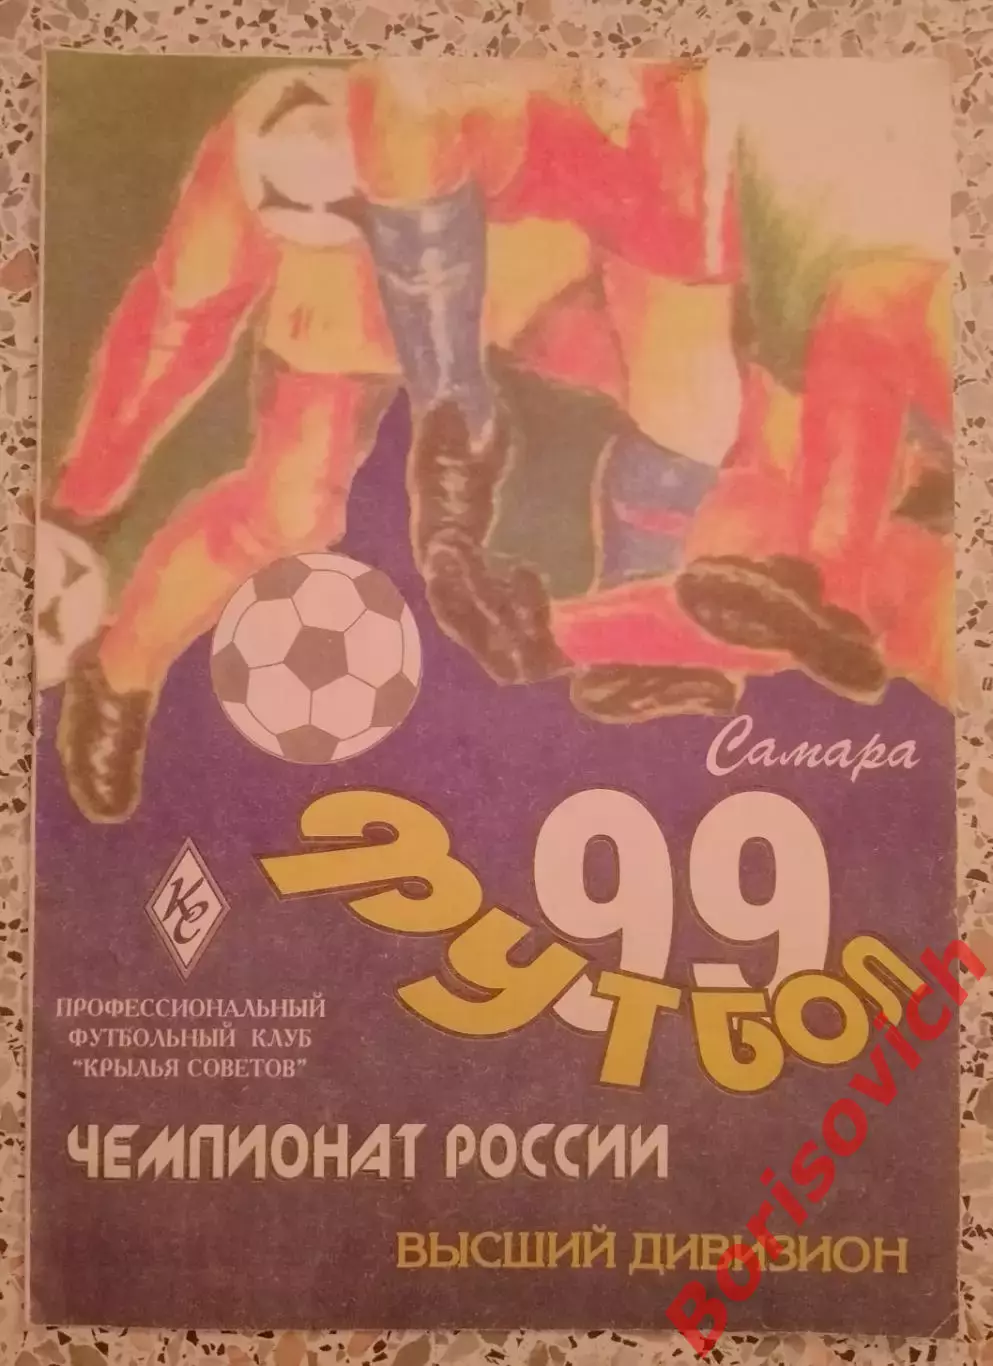 Самара
99
ФУТБОЛ
КС
ПРОФЕССИОНАЛЬНЫЙ
ФУТБОЛЬНЫЙ КЛУБ
"КРЫЛЬЯ СОВЕТОВ"
ЧЕМПИОНАТ РОССИИ
ВЫСШИЙ ДИВИЗИОН
Borisovich